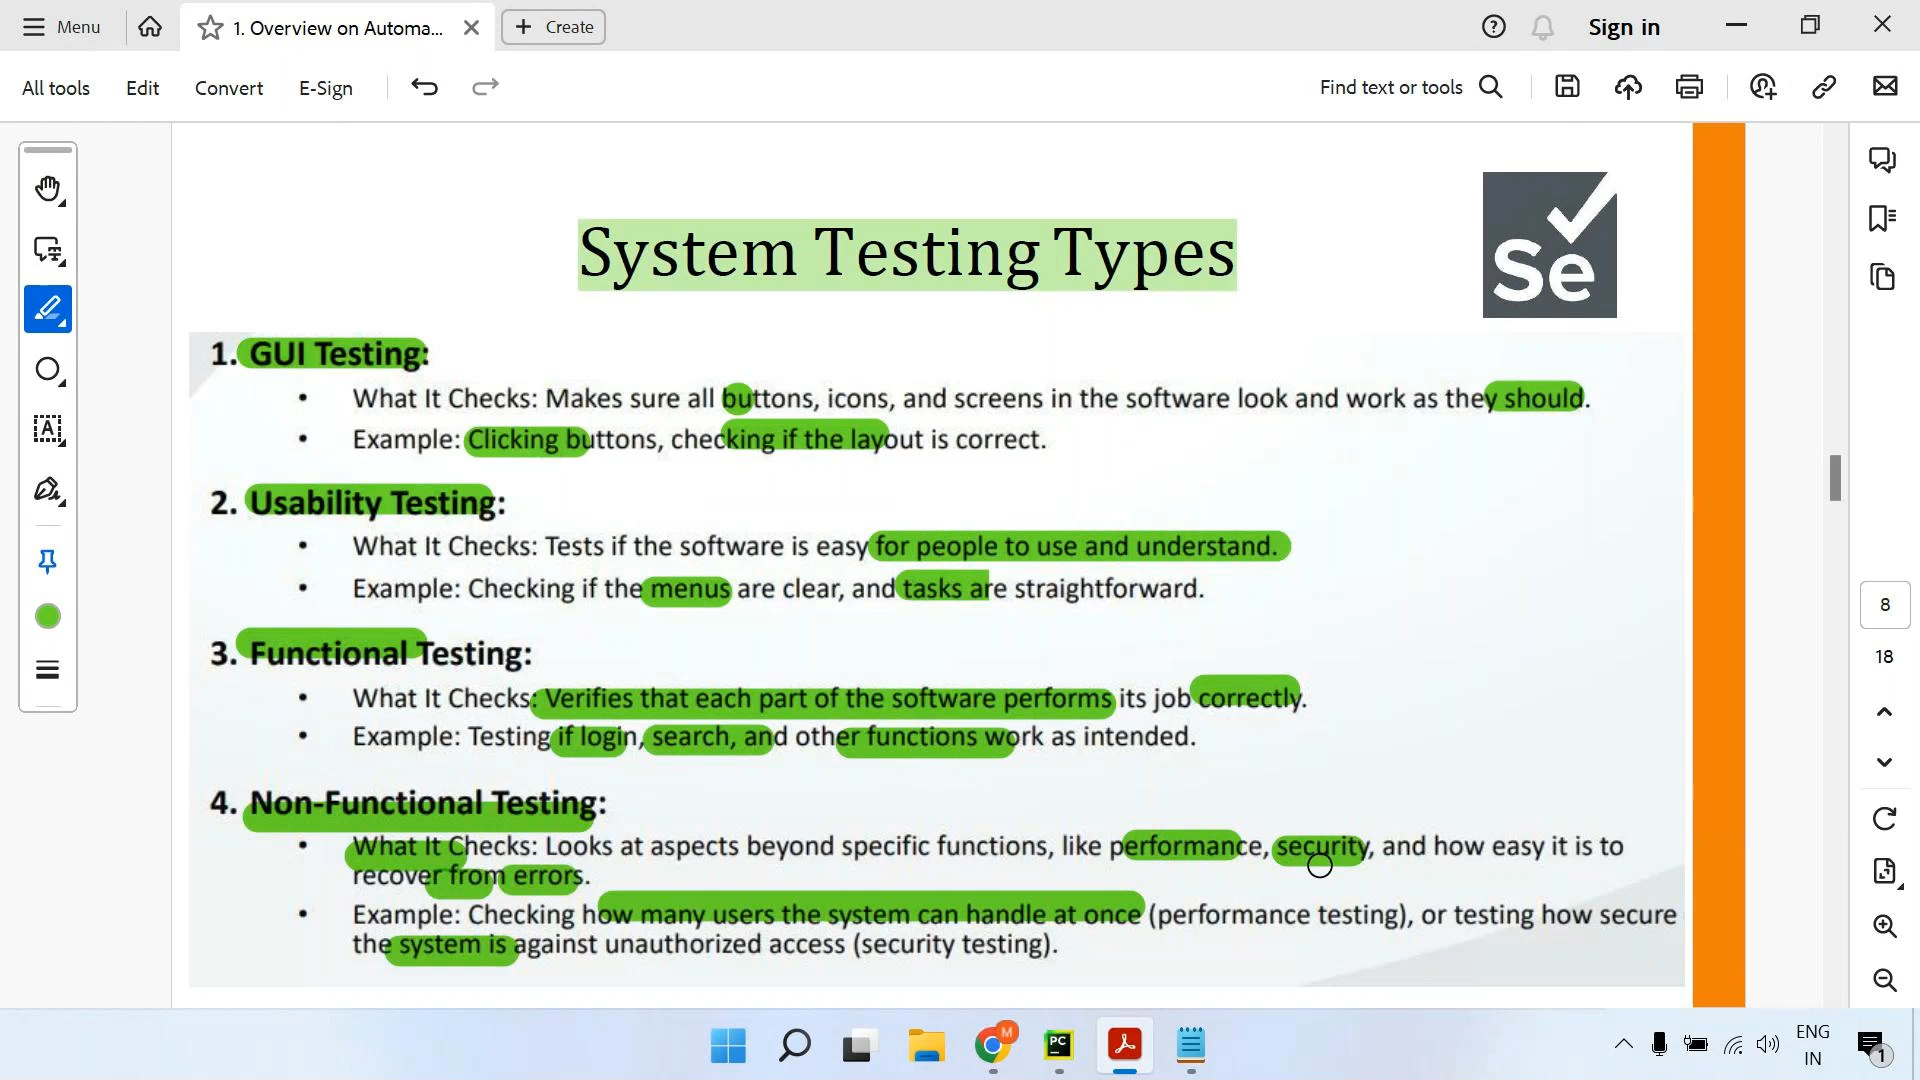 Menu
1. Overview on Automa...
Create
Sign in
All tools
Edit
Convert
E-Sign
Find text or tools
System Testing Types
Se
1. GUI Testing:
• What It Checks: Makes sure all buttons, icons, and screens in the software look and work as they should.
• Example: Clicking buttons, checking if the layout is correct.
2. Usability Testing:
• What It Checks: Tests if the software is easy for people to use and understand.
• Example: Checking if the menus are clear, and tasks are straightforward.
3. Functional Testing:
• What It Checks: Verifies that each part of the software performs its job correctly.
• Example: Testing if login, search, and other functions work as intended.
4. Non-Functional Testing:
• What It Checks: Looks at aspects beyond specific functions, like performance, security, and how easy it is to
recover from errors.
• Example: Checking how many users the system can handle at once (performance testing), or testing how secure
the system is against unauthorized access (security testing).
A
8
18
M
PC
ENG
IN
1